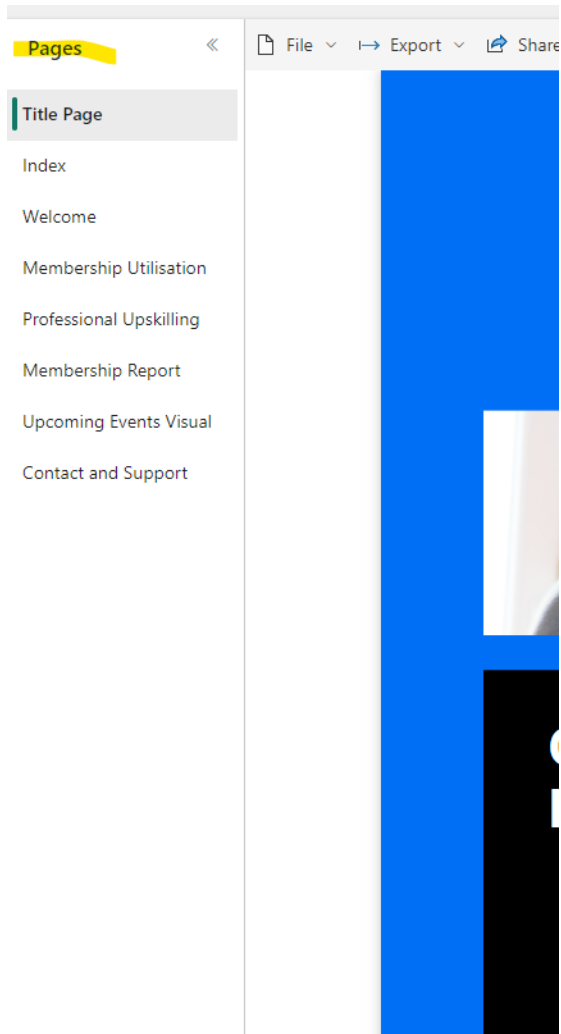 Pages
File
Export
Share
Title Page
Index
Welcome
Membership Utilisation
Professional Upskilling
Membership Report
Upcoming Events Visual
Contact and Support